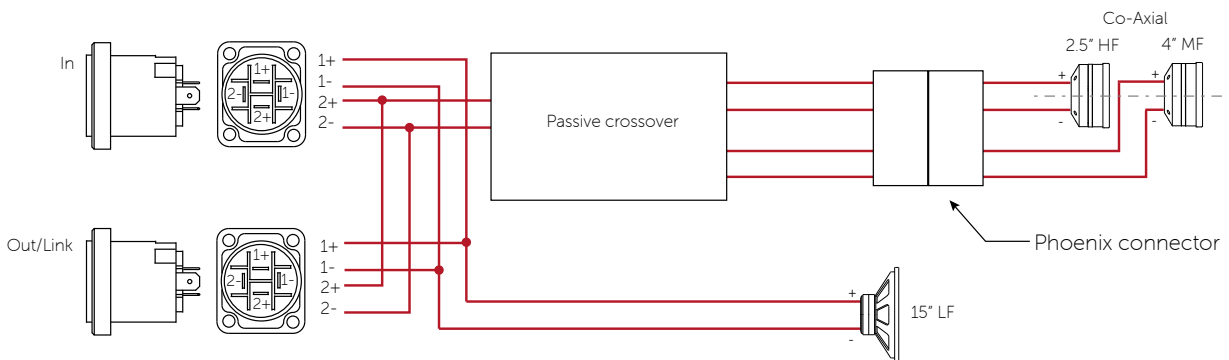 Co-Axial
2.5” HF
4” MF
In
1+
2-
1-
2+
1+
1-
2+
2-
Passive crossover
+
-
+
-
Out/Link
1+
2-
1-
2+
1+
1-
2+
2-
Phoenix connector
+
-
15” LF